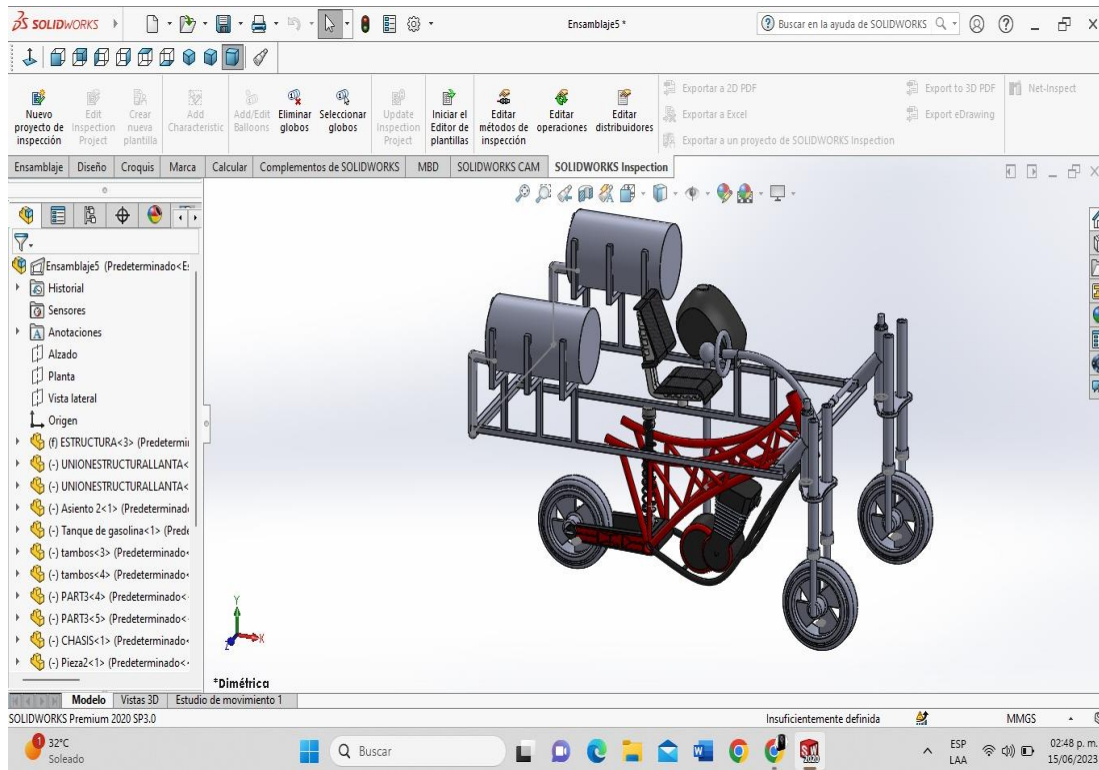 SOLIDWORKS
Ensamblaje5 *
Buscar en la ayuda de SOLIDWORKS
Nuevo proyecto de inspección
Edit Inspection Project
Crear nueva plantilla
Add Characteristic
Add/Edit Balloons
Eliminar globos
Seleccionar globos
Update Inspection Project
Iniciar el Editor de plantillas
Editar métodos de inspección
Editar operaciones
Editar distribuidores
Exportar a 2D PDF
Exportar a Excel
Exportar a un proyecto de SOLIDWORKS Inspection
Export to 3D PDF
Export eDrawing
Net-Inspect
Ensamblaje Diseño Croquis Marca Calcular Complementos de SOLIDWORKS MBD SOLIDWORKS CAM SOLIDWORKS Inspection
Ensamblaje5 (Predeterminado<E
Historial
Sensores
Anotaciones
Alzado
Planta
Vista lateral
Origen
(f) ESTRUCTURA<3> (Predetermi
(-) UNIONESTRUCTURALLANTA<
(-) UNIONESTRUCTURALLANTA<
(-) Asiento 2<1> (Predeterminad
(-) Tanque de gasolina<1> (Prede
(-) tambos<3> (Predeterminado<
(-) tambos<4> (Predeterminado<
(-) PART3<4> (Predeterminado<
(-) PART3<5> (Predeterminado<
(-) CHASIS<1> (Predeterminado<
(-) Pieza2<1> (Predeterminado<
Y
X
Z
*Dimétrica
Modelo Vistas 3D Estudio de movimiento 1
SOLIDWORKS Premium 2020 SP3.0
Insuficientemente definida
MMGS
1
32°C
Soleado
Buscar
SW
2020
ESP
LAA
02:48 p. m.
15/06/2023